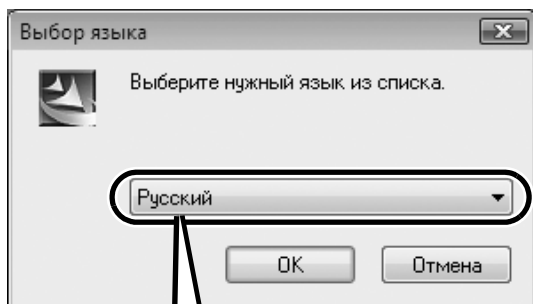 Выбор языка
Выберите нужный язык из списка.
Русский
OK
Отмена